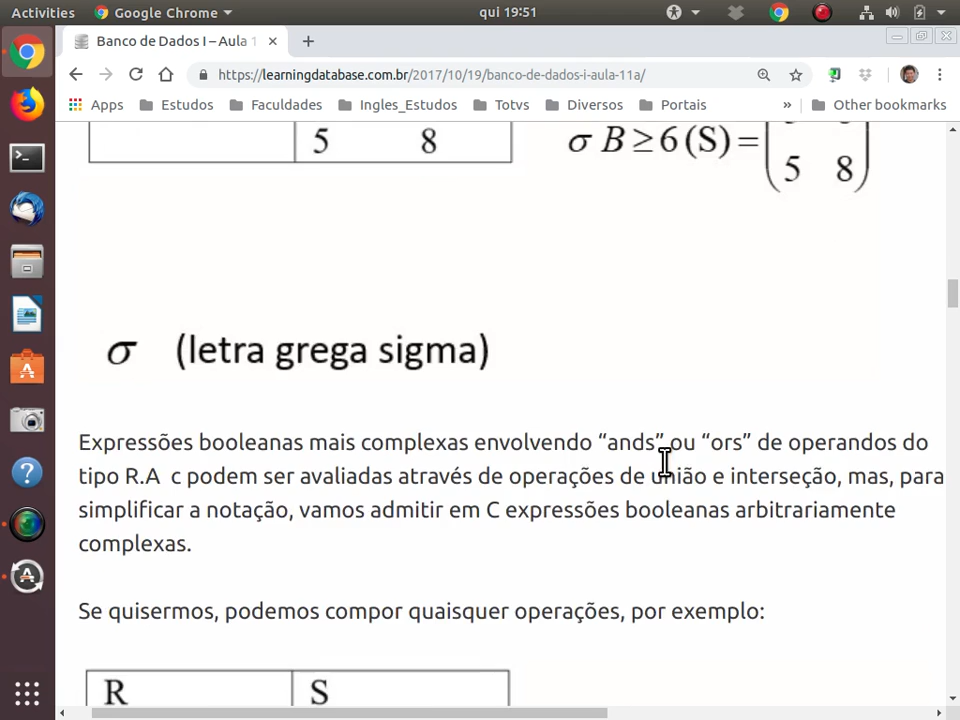 Activities Google Chrome qui 19:51
Banco de Dados I – Aula 1
https://learningdatabase.com.br/2017/10/19/banco-de-dados-i-aula-11a/
Apps Estudos Faculdades Ingles_Estudos Totvs Diversos Portais » Other bookmarks
5 8 σ B ≥ 6 (S) =
5 8
σ (letra grega sigma)
Expressões booleanas mais complexas envolvendo “ands” ou “ors” de operandos do
tipo R.A c podem ser avaliadas através de operações de união e interseção, mas, para
simplificar a notação, vamos admitir em C expressões booleanas arbitrariamente
complexas.
Se quisermos, podemos compor quaisquer operações, por exemplo:
R S